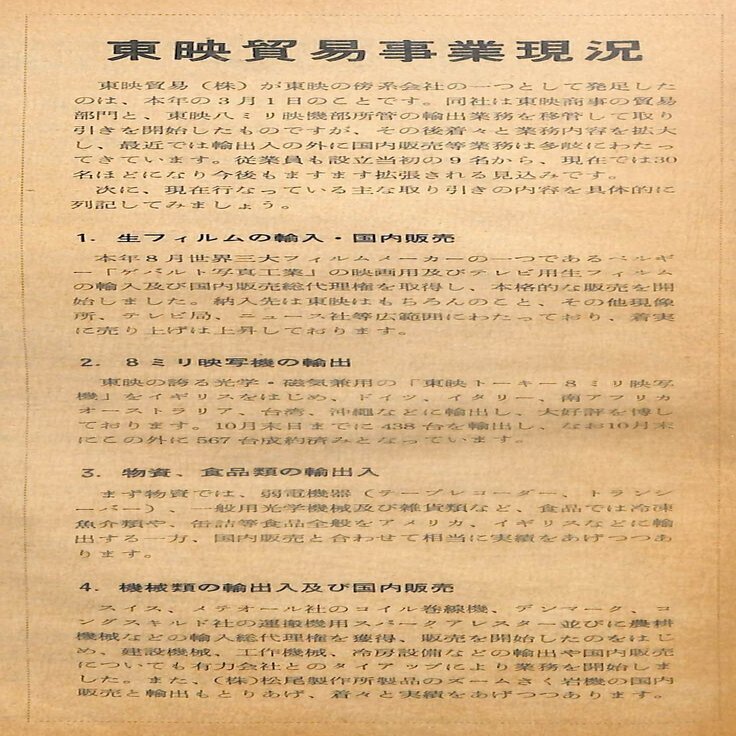 東映貿易事業現況
東映貿易（株）が東映の傍系会社の一つとして発足した
のは、本年の3月1日のことです。同社は東映商事の貿易
部門と、東映八ミリ映機部所管の輸出業務を移管して取り
引きを開始したものですが、その後着々と業務内容を拡大
し、最近では輸出入の外に国内販売等業務は多岐にわたっ
てきています。従業員も設立当初の9名から、現在では30
名ほどになり今後もますます拡張される見込みです。
次に、現在行なっている主な取り引きの内容を具体的に
列記してみましょう。
1. 生フィルムの輸入・国内販売
本年8月世界三大フィルムメーカーの一つであるベルギ
ー「ゲバルト写真工業」の映画用及びテレビ用生フィルム
の輸入及び国内販売総代理権を取得し、本格的な販売を開
始しました。納入先は東映はもちろんのこと、その他現像
所、テレビ局、ニュース社等広範囲にわたっており、着実
に売り上げは上昇しております。
2. 8ミリ映写機の輸出
東映の誇る光学・磁気兼用の「東映トーキー8ミリ映写
機」をイギリスをはじめ、ドイツ、イタリー、南アフリカ
オーストラリア、台湾、沖縄などに輸出し、大好評を博し
ております。10月末日までに438台を輸出し、なお10月末
にこの外に567台成約済みとなっています。
3. 物資、食品類の輸出入
まず物資では、弱電機器（テープレコーダー、トランシ
ーバー）、一般用光学機械及び雑貨類など、食品では冷凍
魚介類や、缶詰等食品全般をアメリカ、イギリスなどに輸
出する一方、国内販売と合わせて相当に実績をあげつつあ
ります。
4. 機械類の輸出入及び国内販売
スイス、メテオール社のコイル巻線機、デンマーク、コ
ングスキルド社の運搬機用スパークアレスター並びに農耕
機械などの輸入総代理権を獲得、販売を開始したのをはじ
め、建設機械、工作機械、冷房設備などの輸出や国内販売
についても有力会社とのタイアップにより業務を開始しま
した。また、(株)松尾製作所製品のズームさく岩機の国内
販売と輸出もとりあげ、着々と実績をあげつつあります。